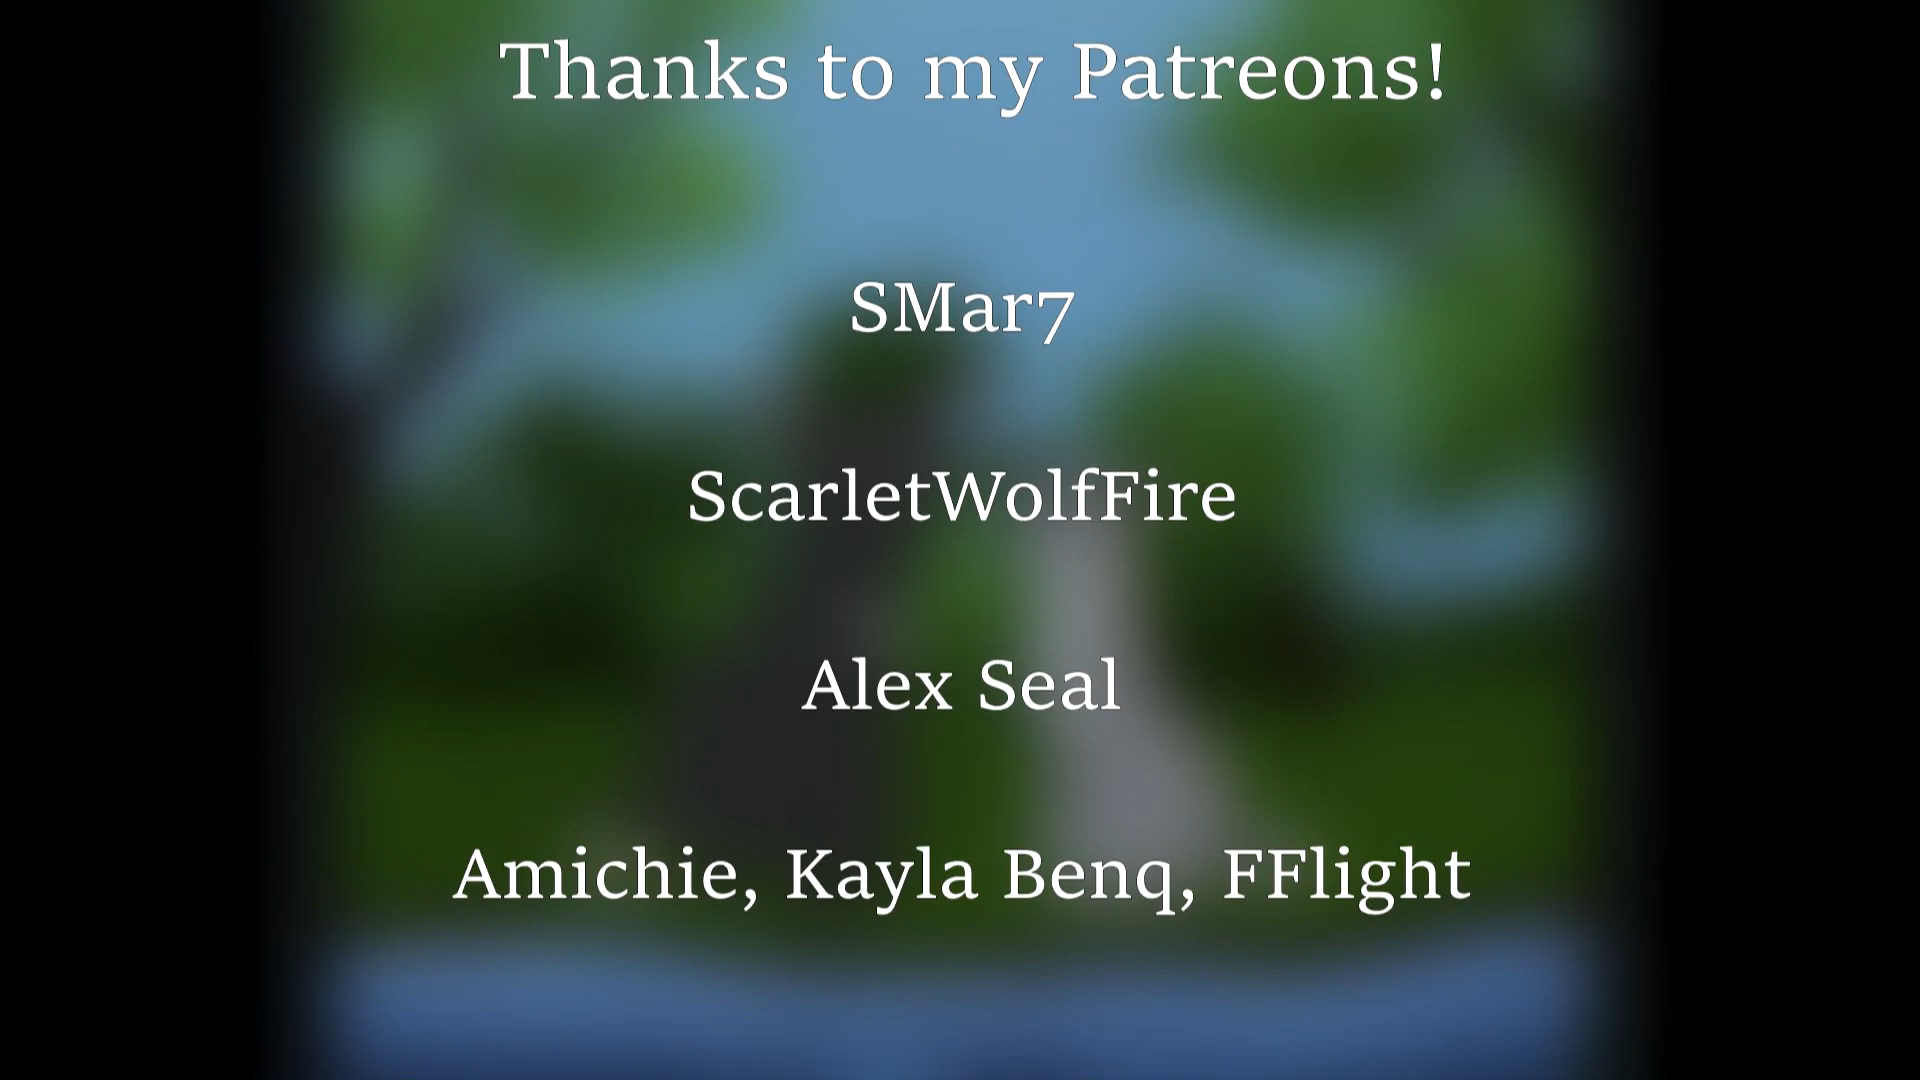 Thanks to my Patreons!
SMar7
ScarletWolfFire
Alex Seal
Amichie, Kayla Benq, FFlight